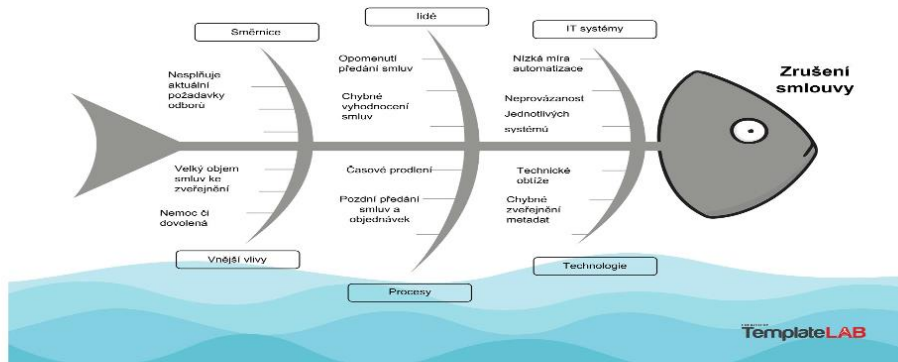 Směrnice
lidé
IT systémy
Nesplňuje
aktuální
požadavky
odborů
Opomenutí
předání smluv
Chybné
vyhodnocení
smluv
Nízká míra
automatizace
Neprovázanost
Jednotlivých
systémů
Zrušení
smlouvy
Velký objem
smluv ke
zveřejnění
Nemoc či
dovolená
Časové prodlení
Pozdní předání
smluv a
objednávek
Technické
obtíže
Chybné
zveřejnění
metadat
Vnější vlivy
Procesy
Technologie
TemplateLAB